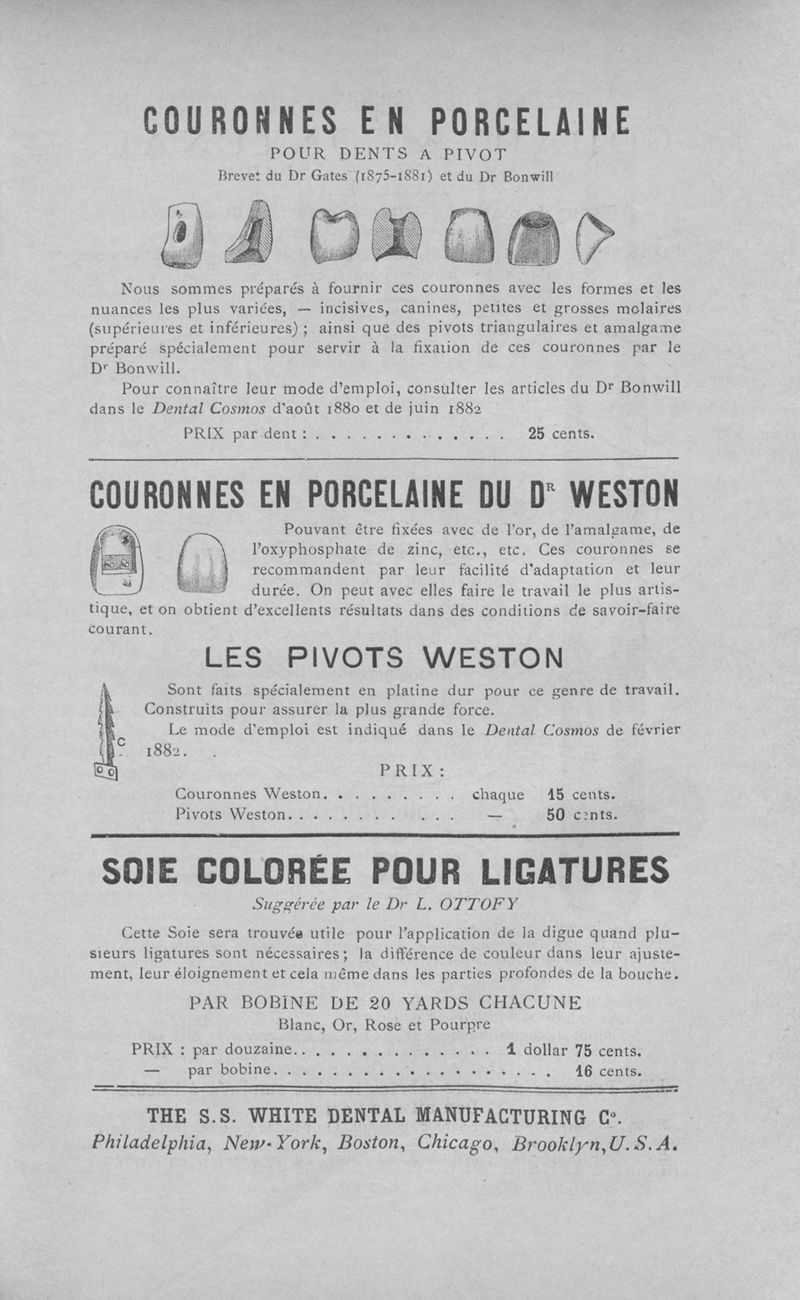 COURONNES EN PORCELAINE
POUR DENTS A PIVOT
Brevet du Dr Gates (1875-1881) et du Dr Bonwill
Nous sommes préparés à fournir ces couronnes avec les formes et les
nuances les plus variées, — incisives, canines, petites et grosses molaires
(supérieures et inférieures) ; ainsi que des pivots triangulaires et amalgame
préparé spécialement pour servir à la fixation de ces couronnes par le
Dr Bonwill.
Pour connaître leur mode d'emploi, consulter les articles du Dr Bonwill
dans le Dental Cosmos d'août 1880 et de juin 1882
PRIX par dent : . . . . . . . . . . . . . 25 cents.
COURONNES EN PORCELAINE DU DR WESTON
Pouvant être fixées avec de l'or, de l'amalgame, de
l'oxyphosphate de zinc, etc., etc. Ces couronnes se
recommandent par leur facilité d'adaptation et leur
durée. On peut avec elles faire le travail le plus artis-
tique, et on obtient d'excellents résultats dans des conditions de savoir-faire
courant.
LES PIVOTS WESTON
Sont faits spécialement en platine dur pour ce genre de travail.
Construits pour assurer la plus grande force.
Le mode d'emploi est indiqué dans le Dental Cosmos de février
1882.
C
PRIX :
Couronnes Weston. . . . . . . . . chaque 15 cents.
Pivots Weston. . . . . . . . . . . — 50 cents.
SOIE COLORÉE POUR LIGATURES
Suggérée par le Dr L. OTTOFY
Cette Soie sera trouvée utile pour l'application de la digue quand plu-
sieurs ligatures sont nécessaires ; la différence de couleur dans leur ajuste-
ment, leur éloignement et cela même dans les parties profondes de la bouche.
PAR BOBINE DE 20 YARDS CHACUNE
Blanc, Or, Rose et Pourpre
PRIX : par douzaine. . . . . . . . . . . . . . 1 dollar 75 cents.
— par bobine. . . . . . . . . . . . . . . . . . 16 cents.
THE S.S. WHITE DENTAL MANUFACTURING Co.
Philadelphia, New-York, Boston, Chicago, Brooklyn, U.S.A.